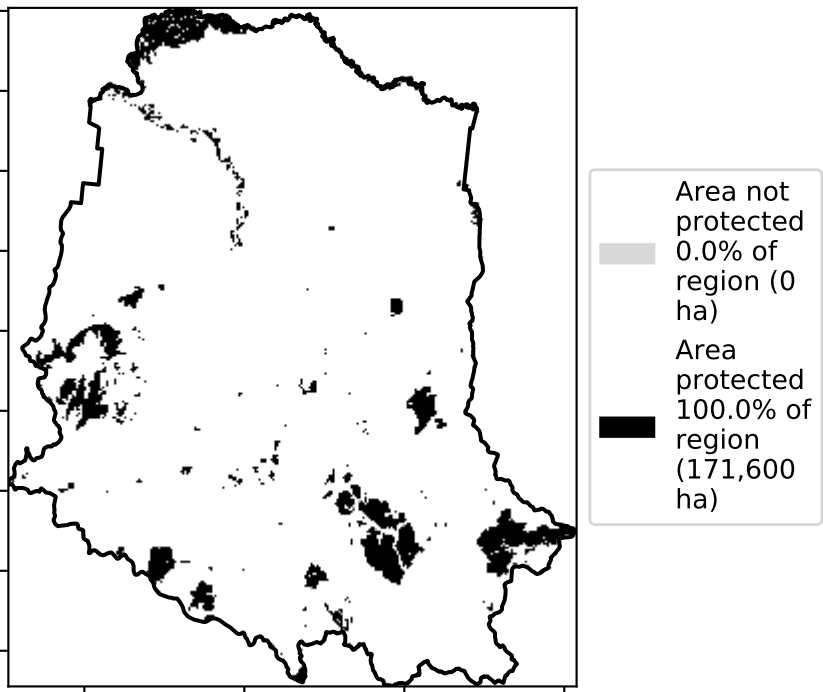 Area not
protected
0.0% of
region (0
ha)
Area
protected
100.0% of
region
(171,600
ha)